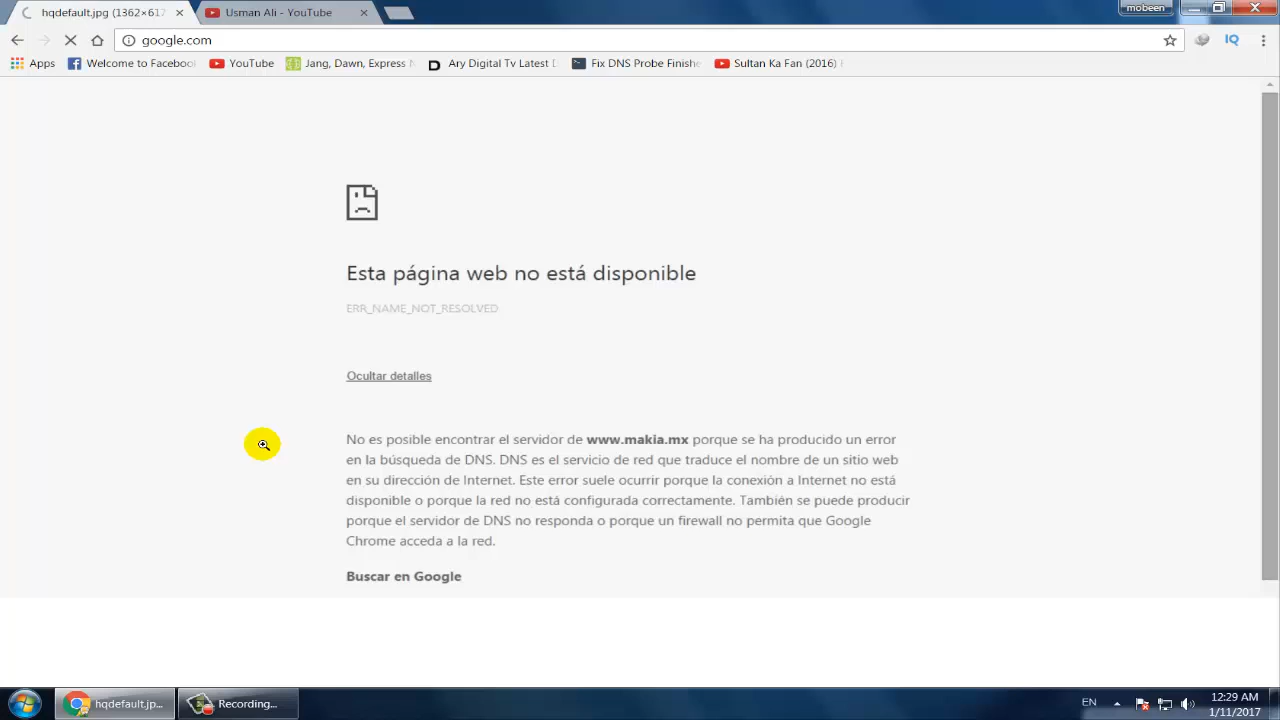 hqdefault.jpg (1362×617
Usman Ali - YouTube
mobeen
google.com
IQ
Apps
Welcome to Faceboo
YouTube
Jang, Dawn, Express
Ary Digital Tv Latest
Fix DNS Probe Finishe
Sultan Ka Fan (2016)
Esta página web no está disponible
ERR_NAME_NOT_RESOLVED
Ocultar detalles
No es posible encontrar el servidor de www.makia.mx porque se ha producido un error
en la búsqueda de DNS. DNS es el servicio de red que traduce el nombre de un sitio web
en su dirección de Internet. Este error suele ocurrir porque la conexión a Internet no está
disponible o porque la red no está configurada correctamente. También se puede producir
porque el servidor de DNS no responda o porque un firewall no permita que Google
Chrome acceda a la red.
Buscar en Google
hqdefault.jp...
Recording...
EN
12:29 AM
1/11/2017